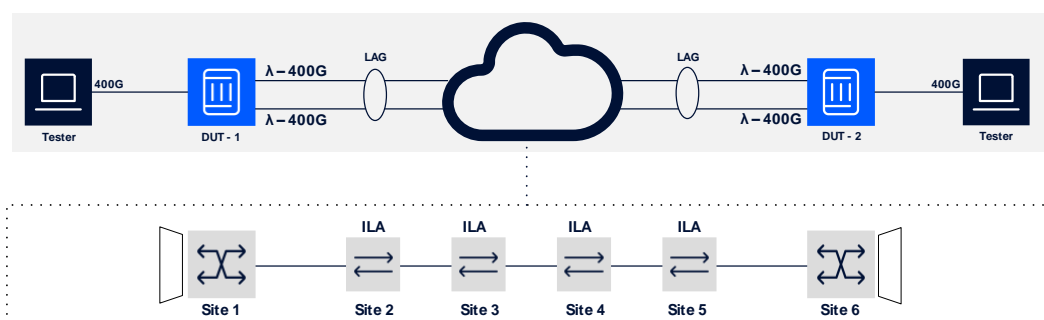 LAG
LAG
λ – 400G
λ – 400G
400G
400G
λ – 400G
λ – 400G
Tester
DUT - 1
DUT - 2
Tester
ILA
ILA
ILA
ILA
Site 1
Site 2
Site 3
Site 4
Site 5
Site 6